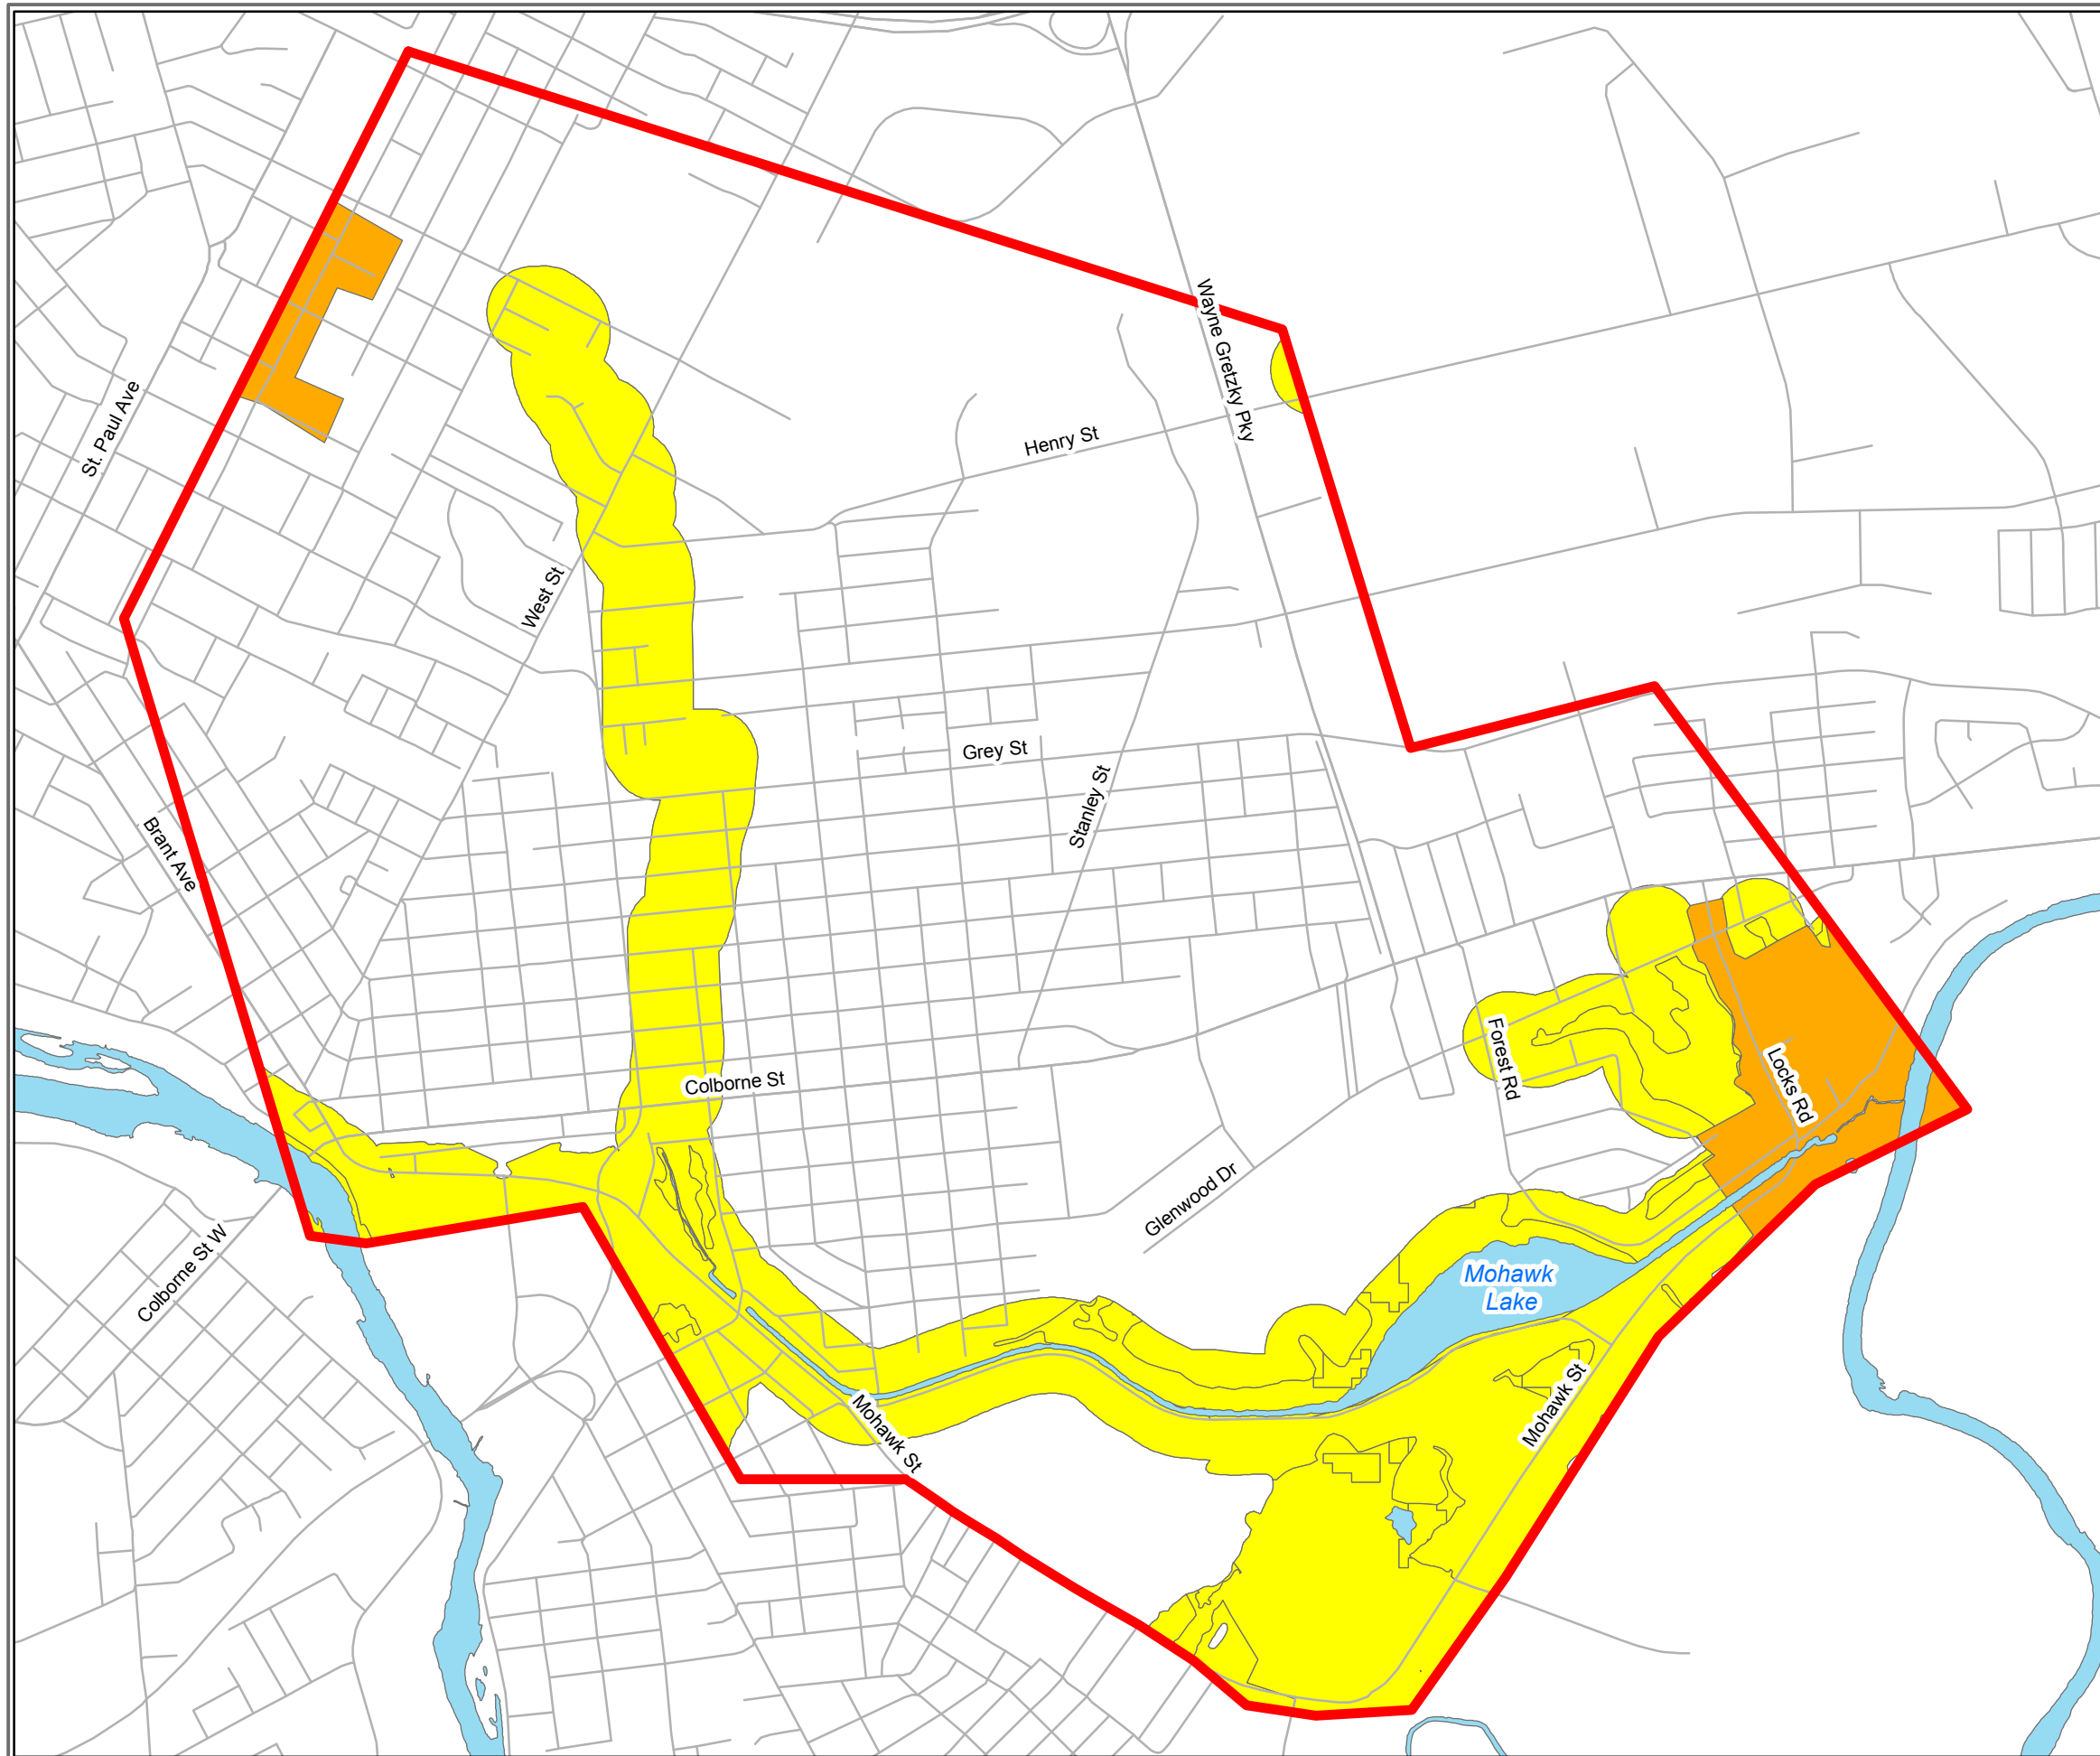 Wayne Gretzky Pky
St. Paul Ave
Henry St
West St
Grey St
Stanley St
Brant Ave
Forest Rd
Locks Rd
Colborne St
Glenwood Dr
Colborne St W
Mohawk
Lake
Mohawk St
Mohawk St